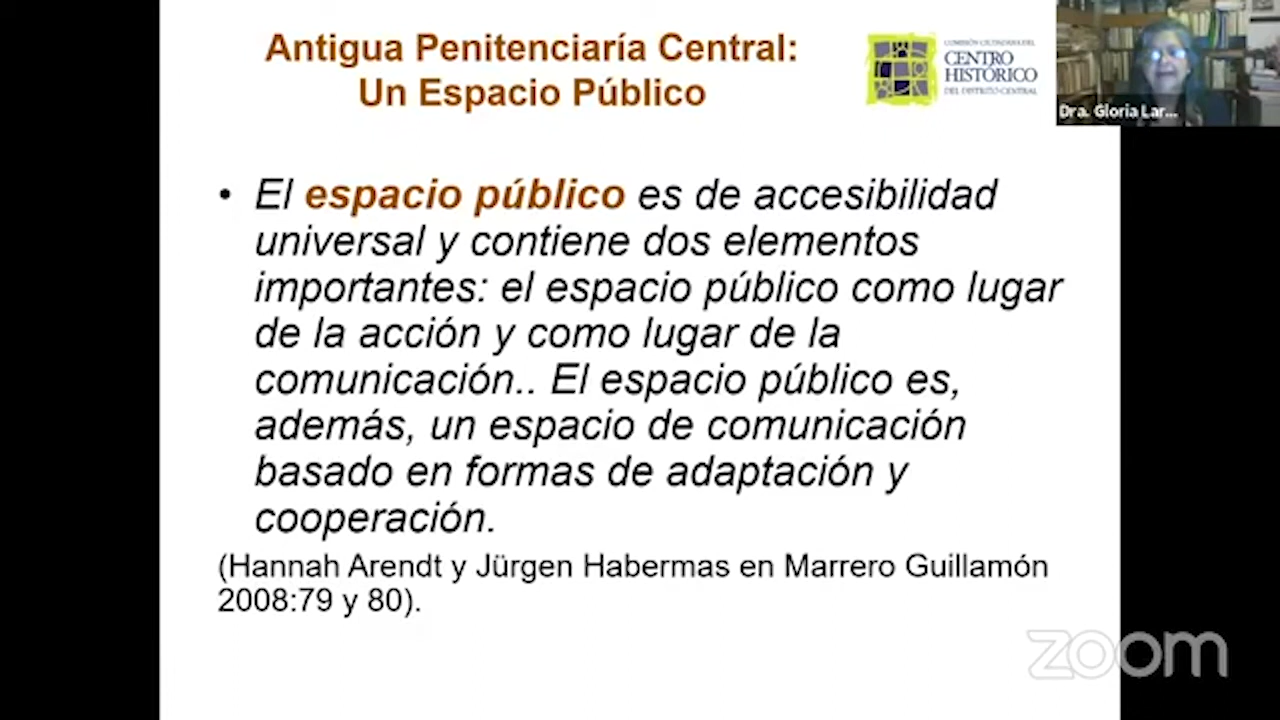 Antigua Penitenciaría Central:
Un Espacio Público
COMISIÓN CIUDADANA DEL
CENTRO
HISTÓRICO
DEL DISTRITO CENTRAL
Dra. Gloria Lar...
• El espacio público es de accesibilidad
universal y contiene dos elementos
importantes: el espacio público como lugar
de la acción y como lugar de la
comunicación.. El espacio público es,
además, un espacio de comunicación
basado en formas de adaptación y
cooperación.
(Hannah Arendt y Jürgen Habermas en Marrero Guillamón
2008:79 y 80).
zoom